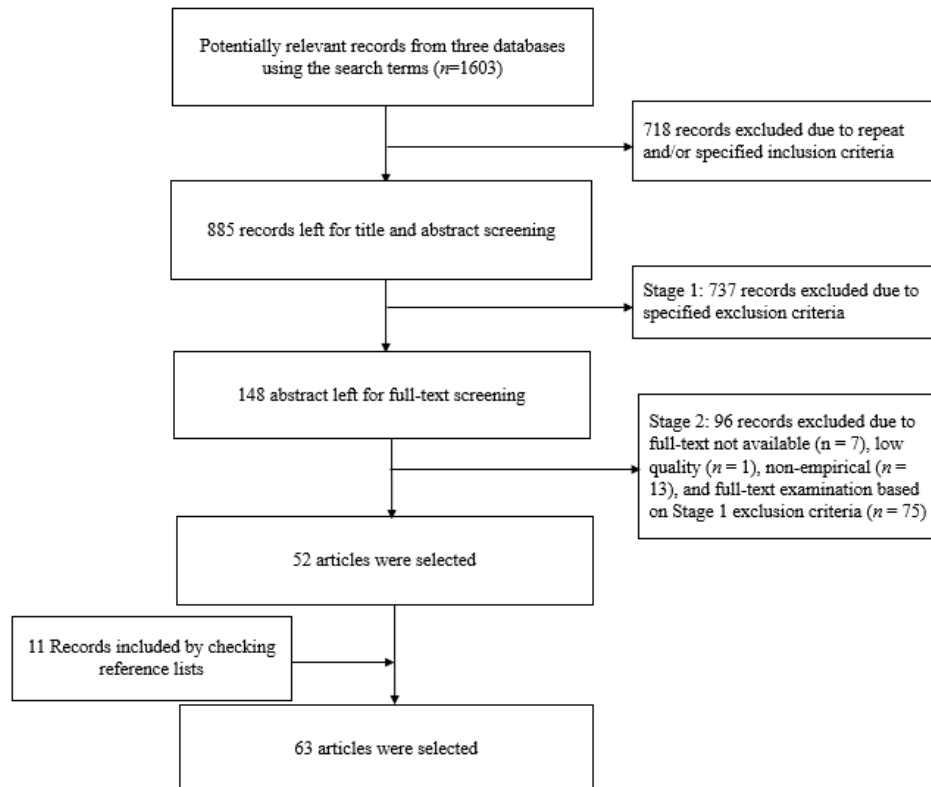 Potentially relevant records from three databases
using the search terms (n=1603)
718 records excluded due to repeat
and/or specified inclusion criteria
885 records left for title and abstract screening
Stage 1: 737 records excluded due to
specified exclusion criteria
148 abstract left for full-text screening
Stage 2: 96 records excluded due to
full-text not available (n = 7), low
quality (n = 1), non-empirical (n =
13), and full-text examination based
on Stage 1 exclusion criteria (n = 75)
52 articles were selected
11 Records included by checking
reference lists
63 articles were selected